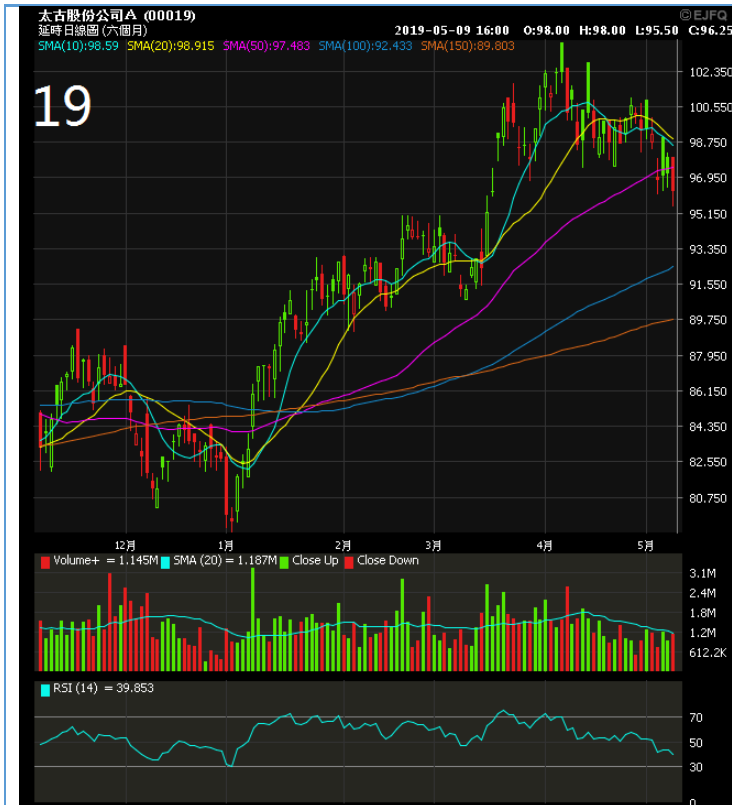 太古股份公司A (00019)
©EJFQ
延時日線圖(六個月)
2019-05-09 16:00 O:98.00 H:98.00 L:95.50 C:96.25
SMA(10):98.59 SMA(20):98.915 SMA(50):97.483 SMA(100):92.433 SMA(150):89.803
19
102.350
100.550
98.750
96.950
95.150
93.350
91.550
89.750
87.950
86.150
84.350
82.550
80.750
12月 1月 2月 3月 4月 5月
Volume+ = 1.145M SMA (20) = 1.187M Close Up Close Down
3.1M
2.4M
1.8M
1.2M
612.2K
RSI (14) = 39.853
70
50
30
0